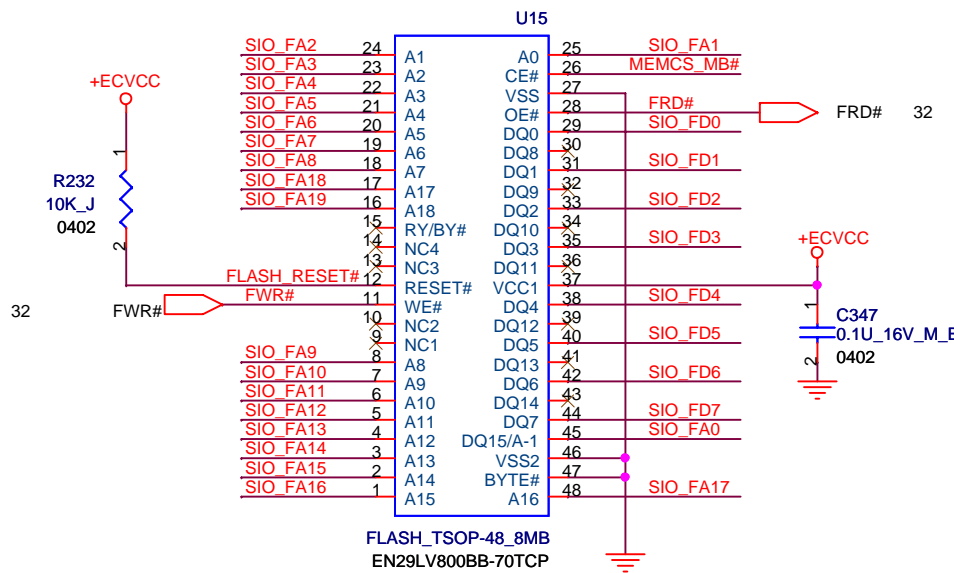 U15
SIO_FA2 24 A1 A0 25 SIO_FA1
SIO_FA3 23 A2 CE# 26 MEMCS_MB#
SIO_FA4 22 A3 VSS 27
SIO_FA5 21 A4 OE# 28 FRD# FRD# 32
SIO_FA6 20 A5 DQ0 29 SIO_FD0
SIO_FA7 19 A6 DQ8 30
SIO_FA8 18 A7 DQ1 31 SIO_FD1
SIO_FA18 17 A17 DQ9 32
SIO_FA19 16 A18 DQ2 33 SIO_FD2
15 RY/BY# DQ10 34
14 NC4 DQ3 35 SIO_FD3
13 NC3 DQ11 36
FLASH_RESET# 12 RESET# VCC1 37
32 FWR# FWR# 11 WE# DQ4 38 SIO_FD4
10 NC2 DQ12 39
9 NC1 DQ5 40 SIO_FD5
SIO_FA9 8 A8 DQ13 41
SIO_FA10 7 A9 DQ6 42 SIO_FD6
SIO_FA11 6 A10 DQ14 43
SIO_FA12 5 A11 DQ7 44 SIO_FD7
SIO_FA13 4 A12 DQ15/A-1 45 SIO_FA0
SIO_FA14 3 A13 VSS2 46
SIO_FA15 2 A14 BYTE# 47
SIO_FA16 1 A15 A16 48 SIO_FA17
FLASH_TSOP-48_8MB
EN29LV800BB-70TCP
+ECVCC
1
R232
10K_J
0402
2
+ECVCC
1
C347
0.1U_16V_M_B
0402
2